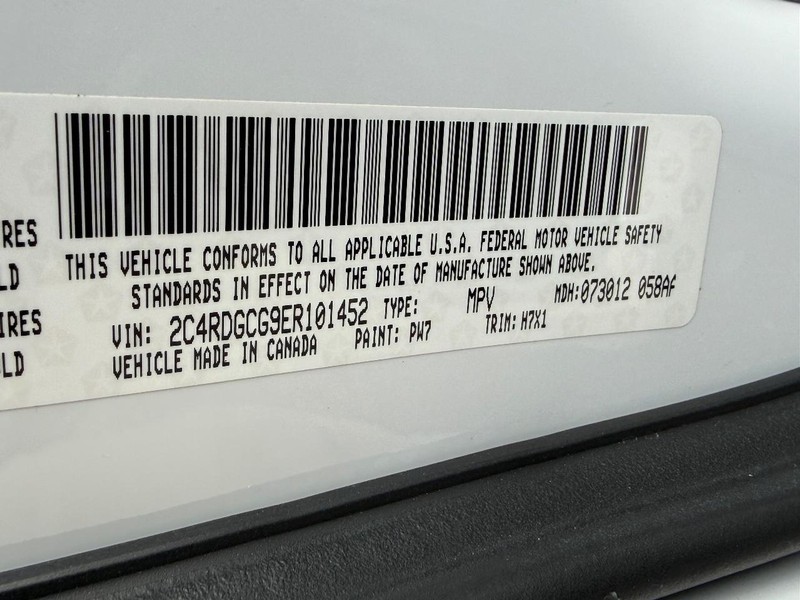 THIS VEHICLE CONFORMS TO ALL APPLICABLE U.S.A. FEDERAL MOTOR VEHICLE SAFETY
STANDARDS IN EFFECT ON THE DATE OF MANUFACTURE SHOWN ABOVE.
VIN: 2C4RDGCG9ER101452 TYPE: MPV MDH:073012 058AF
VEHICLE MADE IN CANADA PAINT: PW7 TRIM: H7X1
RES
LD
IRES
LD